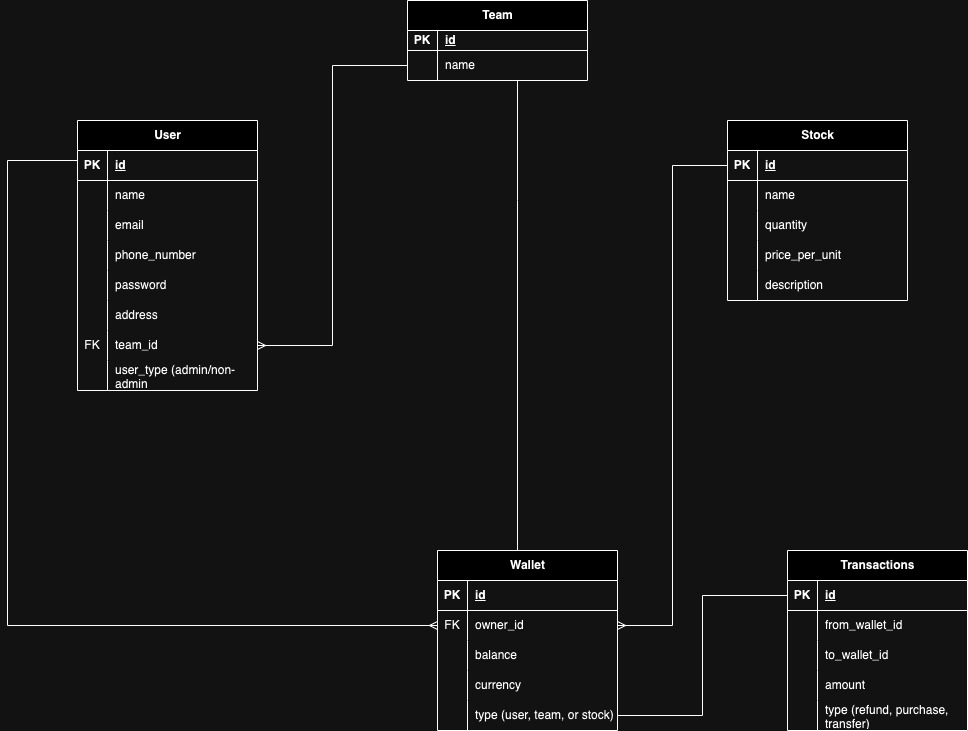 Team
PK id
name
User
PK id
name
email
phone_number
password
address
FK team_id
user_type (admin/non-
admin
Stock
PK id
name
quantity
price_per_unit
description
Wallet
PK id
FK owner_id
balance
currency
type (user, team, or stock)
Transactions
PK id
from_wallet_id
to_wallet_id
amount
type (refund, purchase,
transfer)